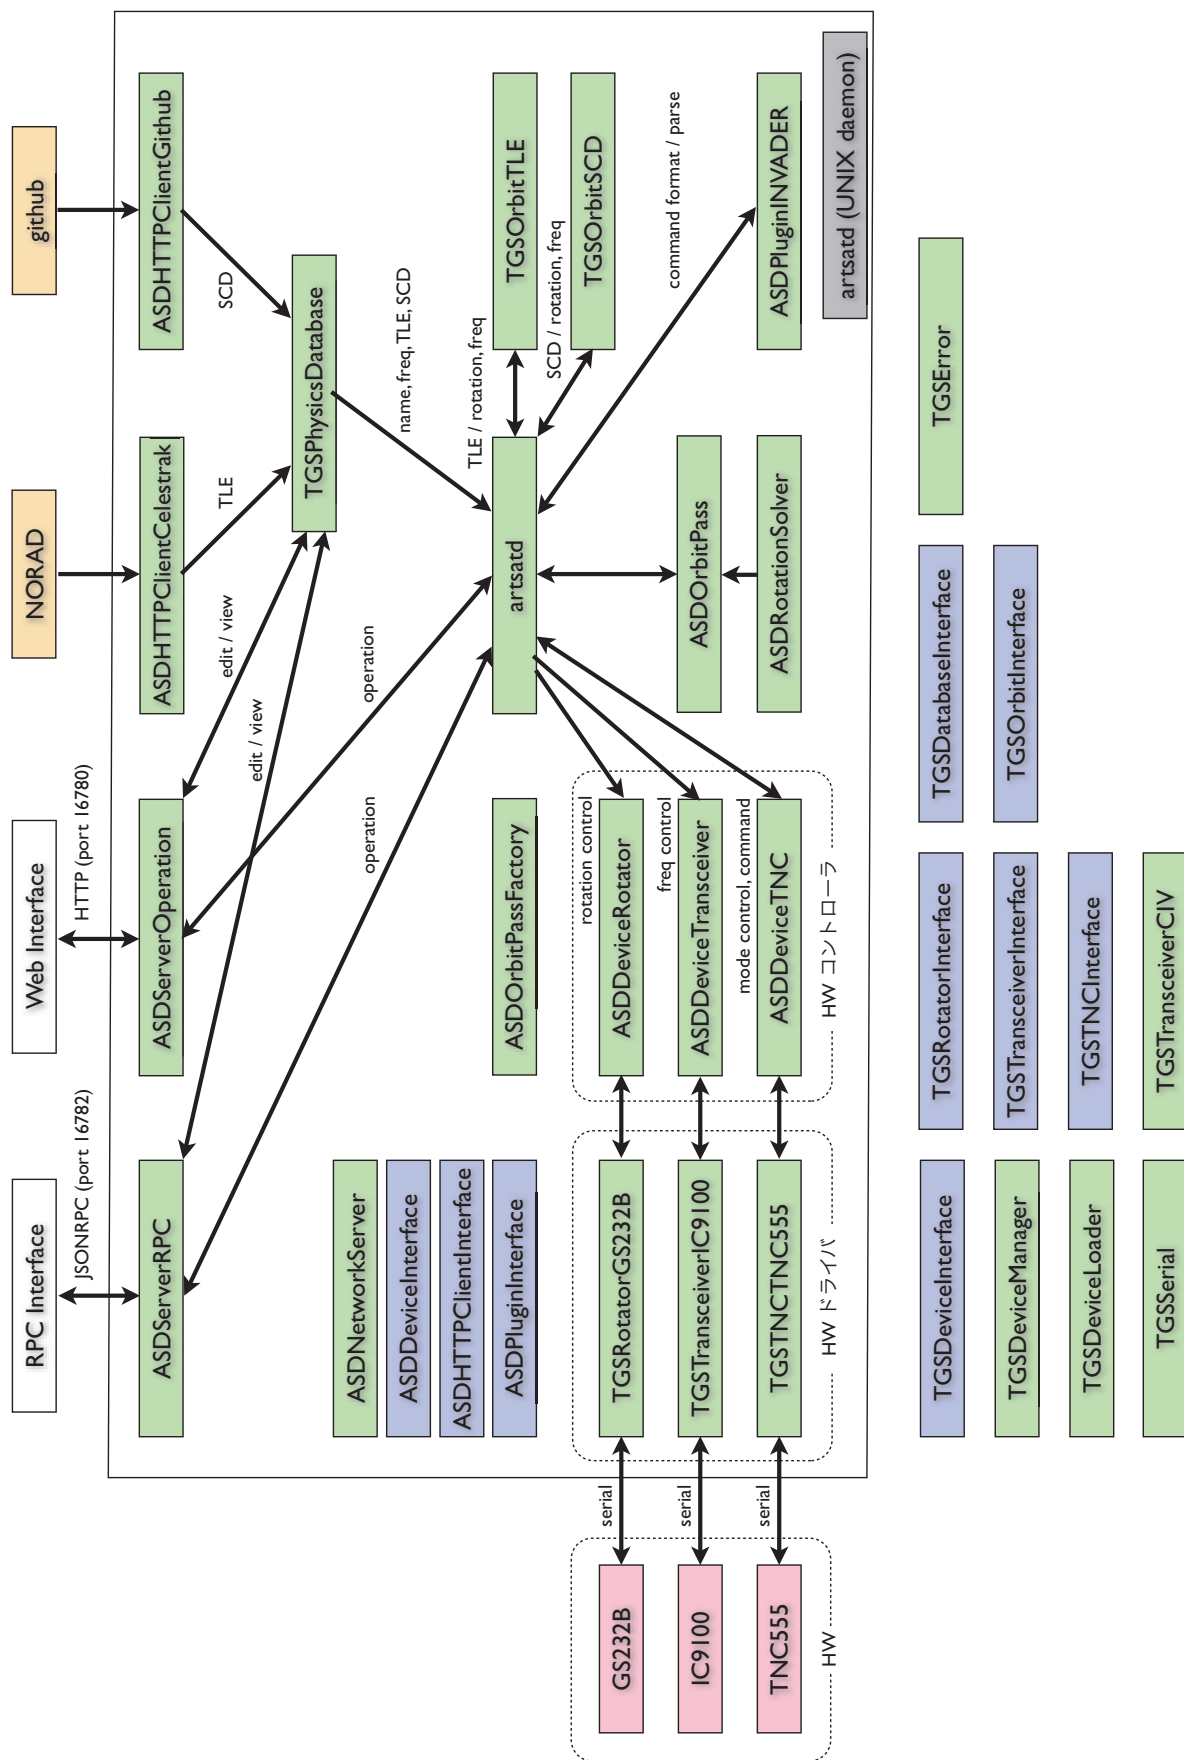 RPC Interface
Web Interface
NORAD
github
JSONRPC (port 16782)
HTTP (port 16780)
ASDServerRPC
ASDServerOperation
ASDHTTPClientCelestrak
ASDHTTPClientGithub
edit / view
edit / view
TLE
SCD
TGSPhysicsDatabase
operation
operation
name, freq, TLE, SCD
ASDNetworkServer
ASDDeviceInterface
ASDHTTPClientInterface
ASDPluginInterface
ASDOrbitPassFactory
artsatd
TLE / rotation, freq
TGSOrbitTLE
SCD / rotation, freq
TGSOrbitSCD
command format / parse
ASDPluginINVADER
ASDOrbitPass
ASDRotationSolver
rotation control
freq control
mode control, command
ASDDeviceRotator
ASDDeviceTransceiver
ASDDeviceTNC
HW コントローラ
TGSRotatorGS232B
TGSTransceiverIC9100
TGSTNCTNC555
HW ドライバ
serial
serial
serial
GS232B
IC9100
TNC555
HW
artsatd (UNIX daemon)
TGSDeviceInterface
TGSRotatorInterface
TGSDatabaseInterface
TGSError
TGSDeviceManager
TGSTransceiverInterface
TGSOrbitInterface
TGSDeviceLoader
TGSTNCInterface
TGSSerial
TGSTransceiverCIV